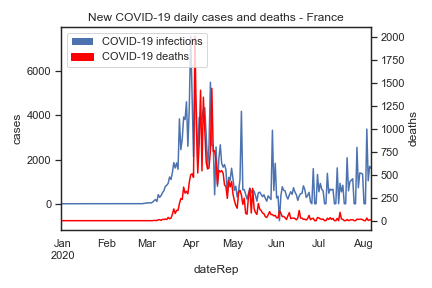 New COVID-19 daily cases and deaths - France
COVID-19 infections
COVID-19 deaths
6000
4000
2000
0
cases
2000
1750
1500
1250
1000
750
500
250
0
deaths
Jan Feb Mar Apr May Jun Jul Aug
2020
dateRep